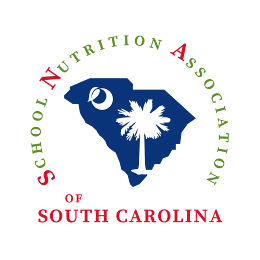 SCHOOL NUTRITION ASSOCIATION
OF
SOUTH CAROLINA